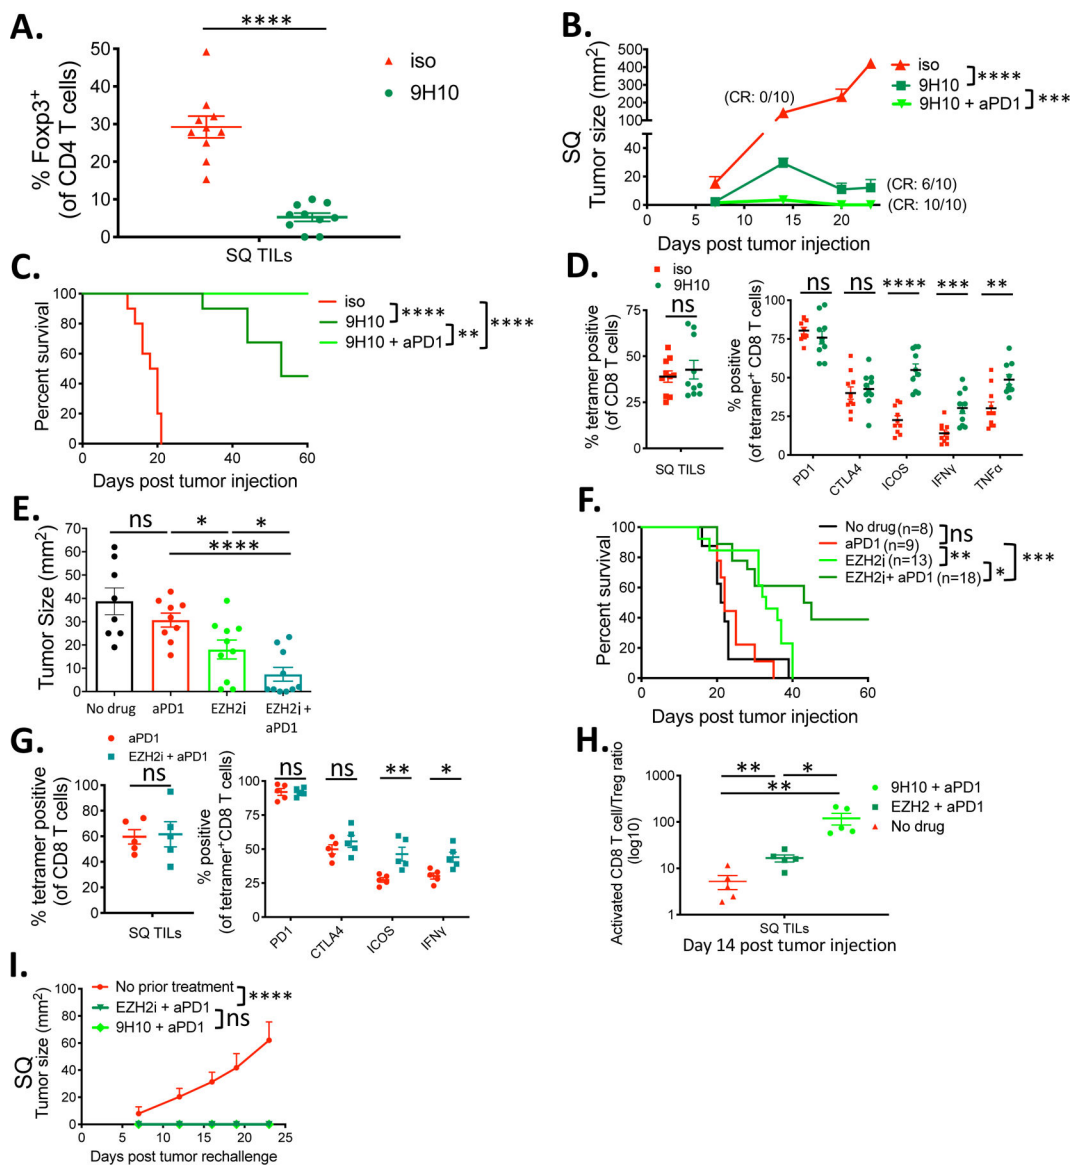 A.
****
iso
9H10
% Foxp3+
(of CD4 T cells)
50
40
30
20
10
0
SQ TILs
B.
SQ
Tumor size (mm2)
500
400
300
200
100
40
20
0
0 5 10 15 20 25
Days post tumor injection
(CR: 0/10)
(CR: 6/10)
(CR: 10/10)
iso
9H10
9H10 + aPD1
****
***
C.
Percent survival
100
80
60
40
20
0
0 20 40 60
Days post tumor injection
iso
9H10
9H10 + aPD1
****
**
****
D.
iso
9H10
ns
% tetramer positive
(of CD8 T cells)
75
50
25
0
SQ TILS
% positive
(of tetramer+ CD8 T cells)
100
75
50
25
0
ns ns **** *** **
PD1 CTLA4 ICOS IFNγ TNFα
E.
Tumor Size (mm2)
70
60
50
40
30
20
10
0
ns * *
****
No drug aPD1 EZH2i EZH2i +
aPD1
F.
Percent survival
100
80
60
40
20
0
0 20 40 60
Days post tumor injection
No drug (n=8)
aPD1 (n=9)
EZH2i (n=13)
EZH2i+ aPD1 (n=18)
ns
**
*
***
G.
aPD1
EZH2i + aPD1
ns
% tetramer positive
(of CD8 T cells)
100
80
60
40
20
0
SQ TILs
% positive
(of tetramer+CD8 T cells)
100
75
50
25
0
ns ns ** *
PD1 CTLA4 ICOS IFNγ
H.
Activated CD8 T cell/Treg ratio
(log10)
1000
100
10
1
** *
**
9H10 + aPD1
EZH2 + aPD1
No drug
SQ TILs
Day 14 post tumor injection
I.
SQ
Tumor size (mm2)
100
80
60
40
20
0
0 5 10 15 20 25
Days post tumor rechallenge
No prior treatment
EZH2i + aPD1
9H10 + aPD1
****
ns